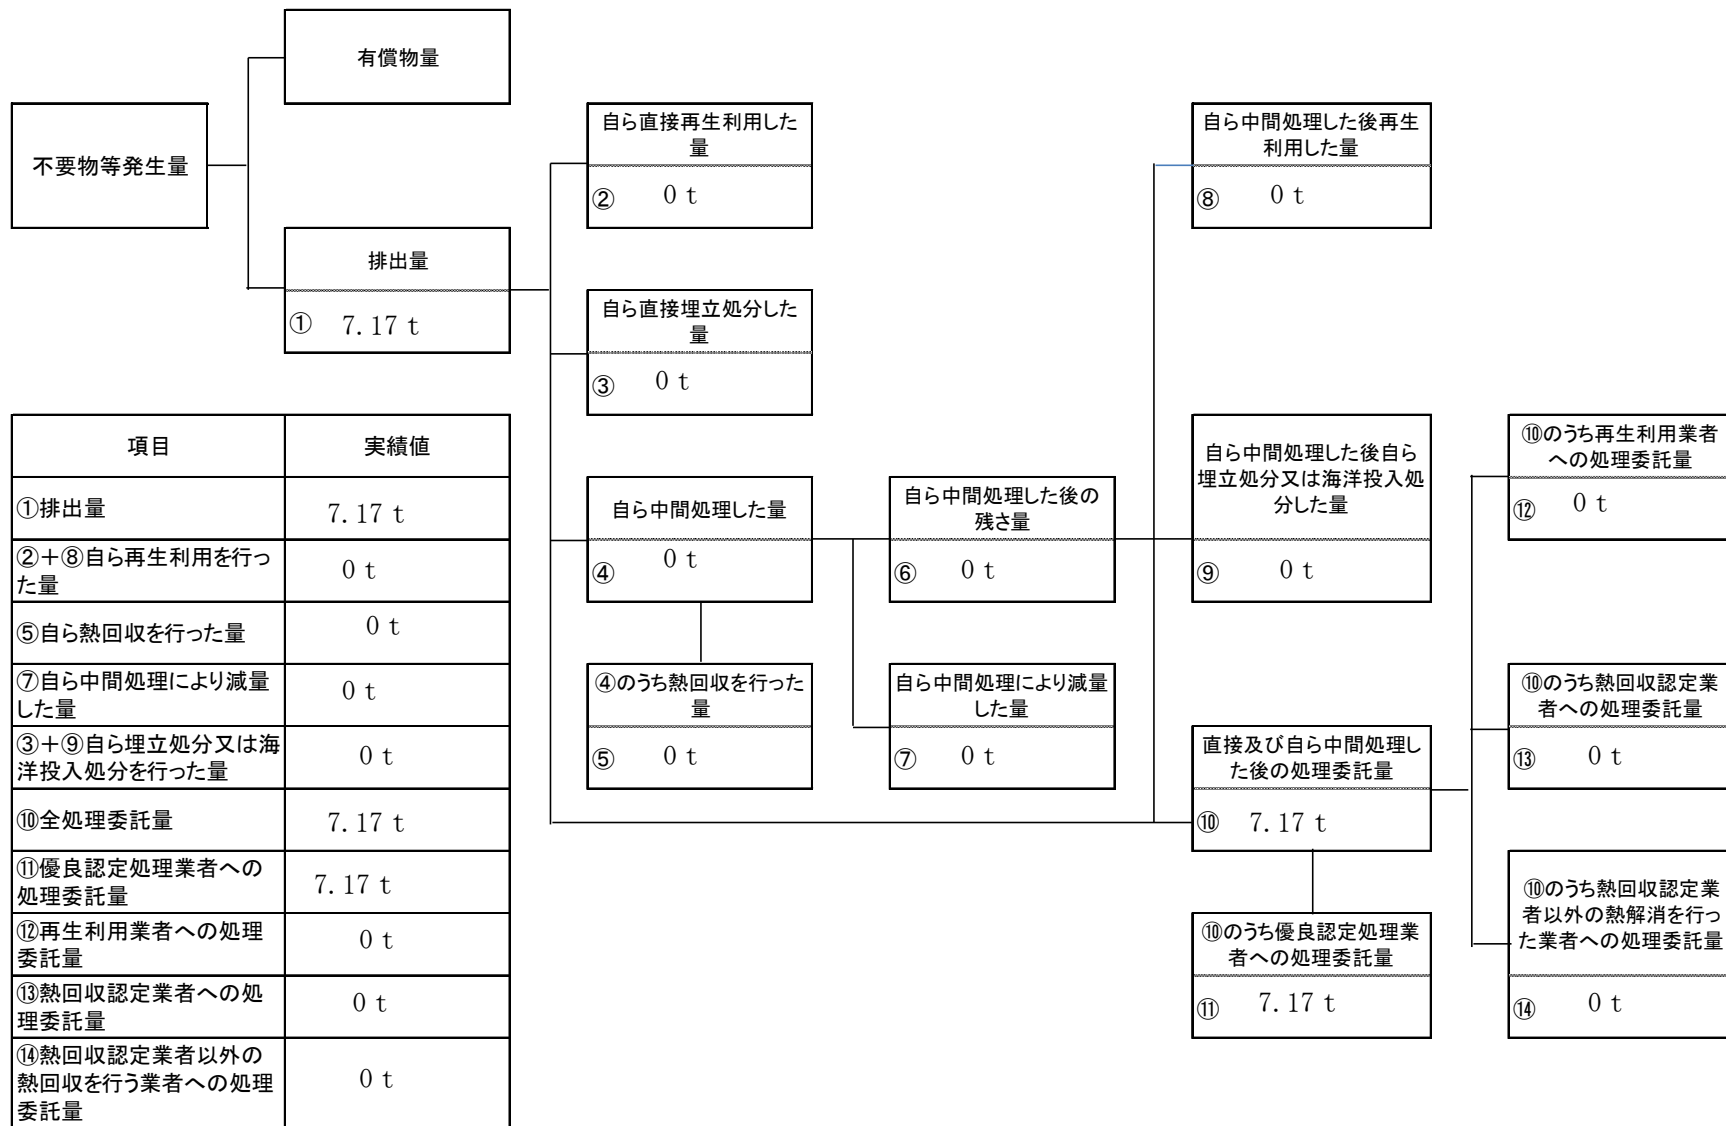 有償物量
不要物等発生量
排出量
① 7.17 t
自ら直接再生利用した
量
② 0 t
自ら直接埋立処分した
量
③ 0 t
自ら中間処理した量
④ 0 t
④のうち熱回収を行った
量
⑤ 0 t
自ら中間処理した後の
残さ量
⑥ 0 t
自ら中間処理により減量
した量
⑦ 0 t
自ら中間処理した後再生
利用した量
⑧ 0 t
自ら中間処理した後自ら
埋立処分又は海洋投入処
分した量
⑨ 0 t
直接及び自ら中間処理し
た後の処理委託量
⑩ 7.17 t
⑩のうち優良認定処理業
者への処理委託量
⑪ 7.17 t
⑩のうち再生利用業者
への処理委託量
⑫ 0 t
⑩のうち熱回収認定業
者への処理委託量
⑬ 0 t
⑩のうち熱回収認定業
者以外の熱解消を行っ
た業者への処理委託量
⑭ 0 t
項目 実績値
①排出量 7.17 t
②+⑧自ら再生利用を行っ
た量 0 t
⑤自ら熱回収を行った量 0 t
⑦自ら中間処理により減量
した量 0 t
③+⑨自ら埋立処分又は海
洋投入処分を行った量 0 t
⑩全処理委託量 7.17 t
⑪優良認定処理業者への
処理委託量 7.17 t
⑫再生利用業者への処理
委託量 0 t
⑬熱回収認定業者への処
理委託量 0 t
⑭熱回収認定業者以外の
熱回収を行う業者への処理 0 t
委託量